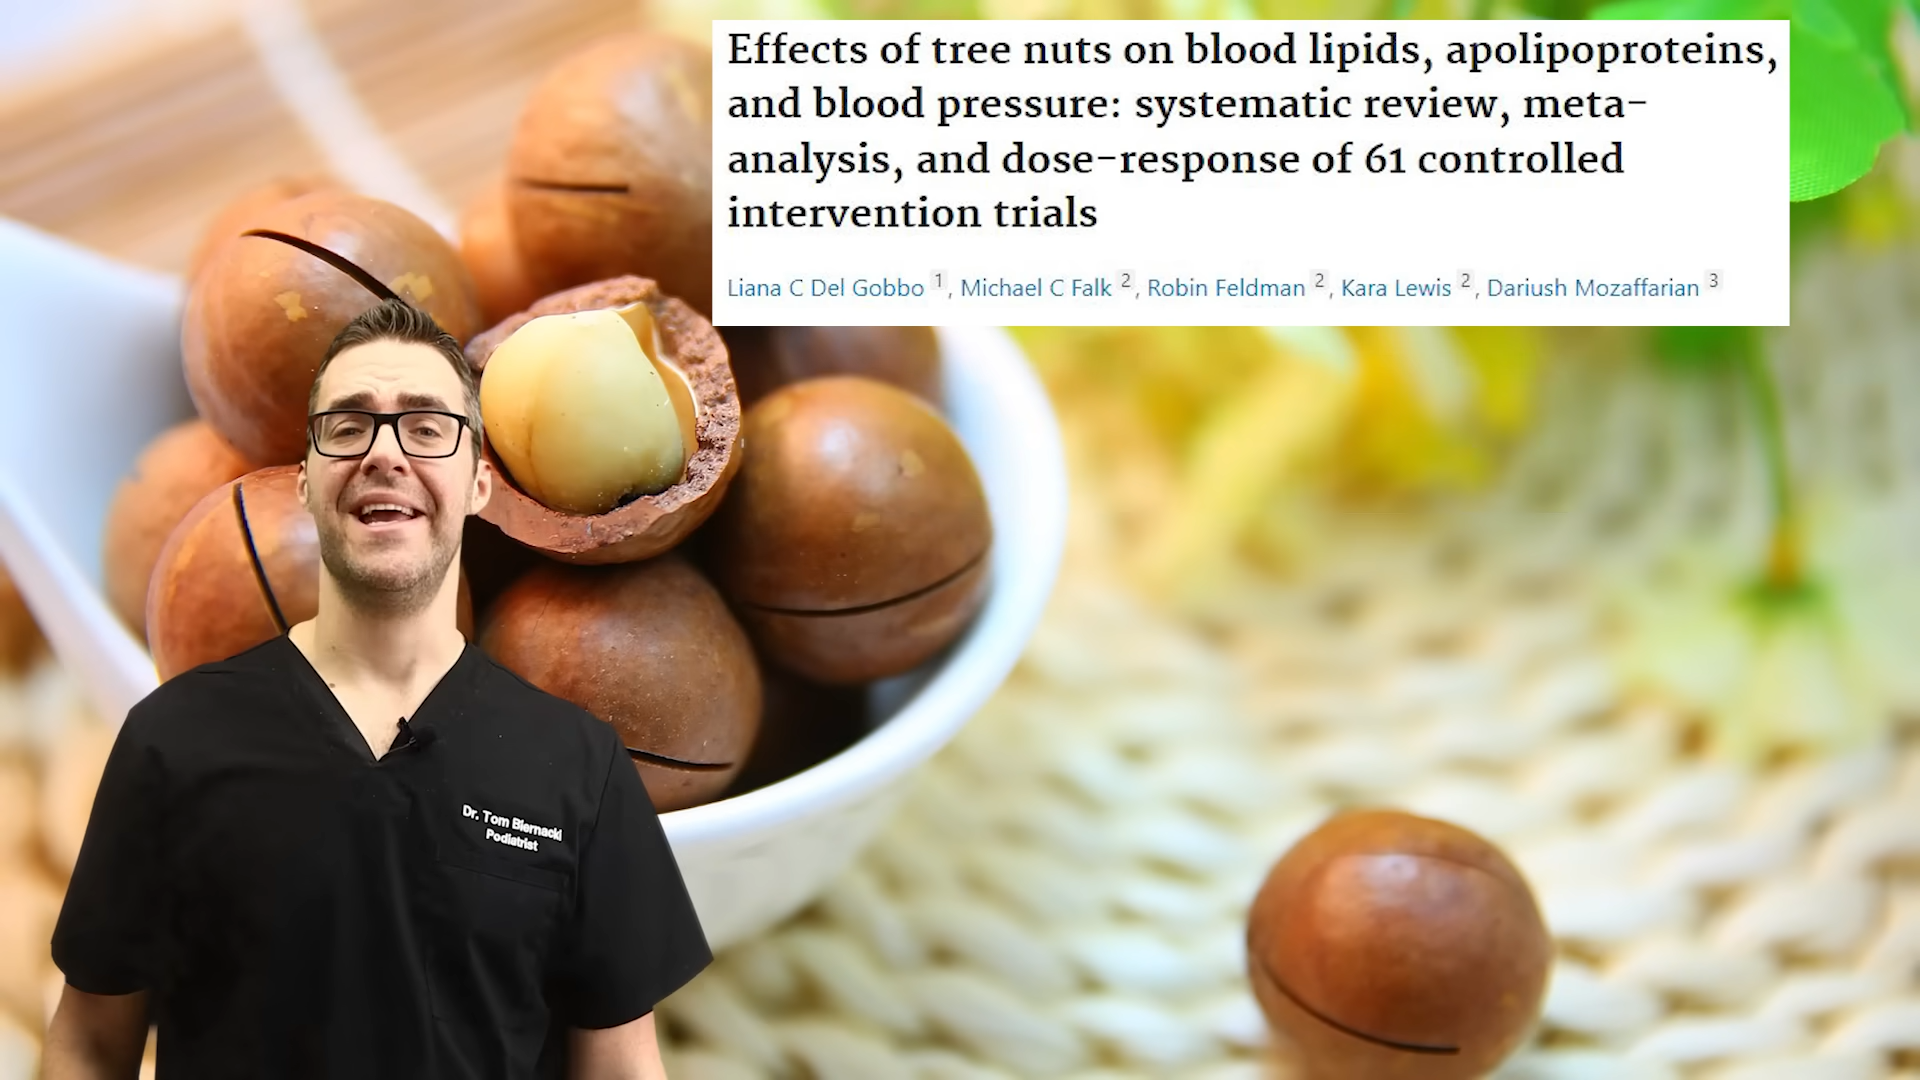 Effects of tree nuts on blood lipids, apolipoproteins,
and blood pressure: systematic review, meta-
analysis, and dose-response of 61 controlled
intervention trials
Liana C Del Gobbo 1, Michael C Falk 2, Robin Feldman 2, Kara Lewis 2, Dariush Mozaffarian 3
Dr. Tom Biernacki
Podiatrist